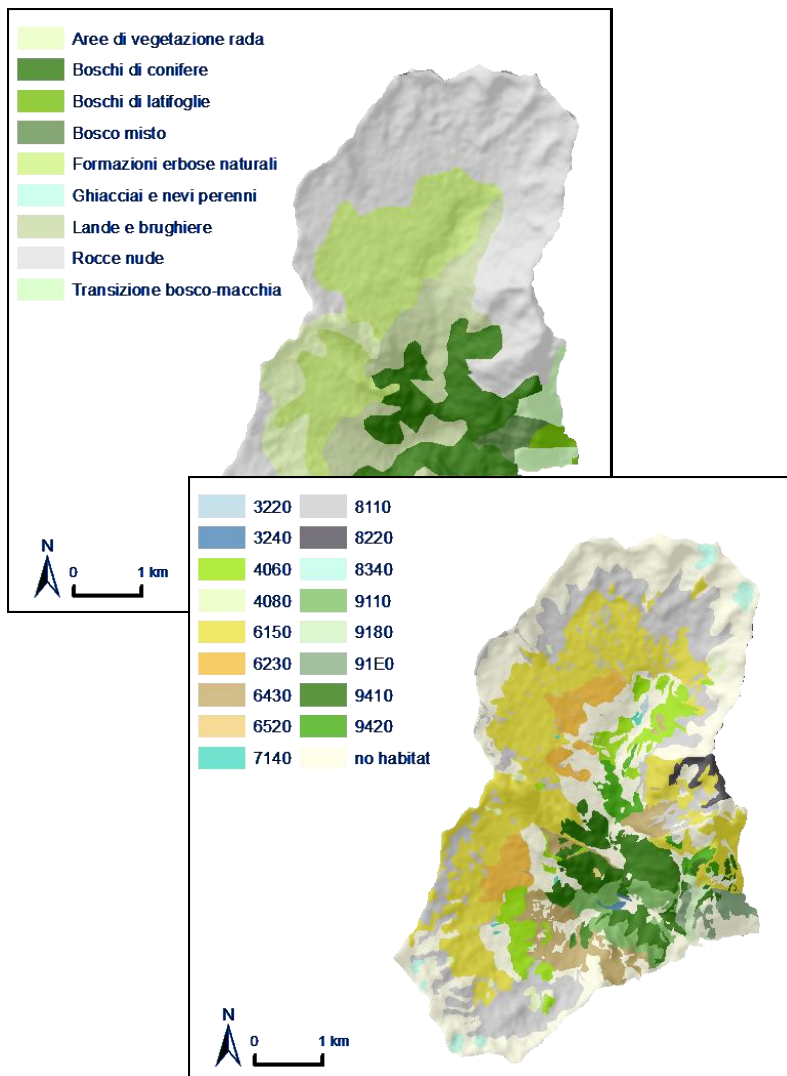 Aree di vegetazione rada
Boschi di conifere
Boschi di latifoglie
Bosco misto
Formazioni erbose naturali
Ghiacciai e nevi perenni
Lande e brughiere
Rocce nude
Transizione bosco-macchia
N
0 1 km
3220 8110
3240 8220
4060 8340
4080 9110
6150 9180
6230 91E0
6430 9410
6520 9420
7140 no habitat
N
0 1 km